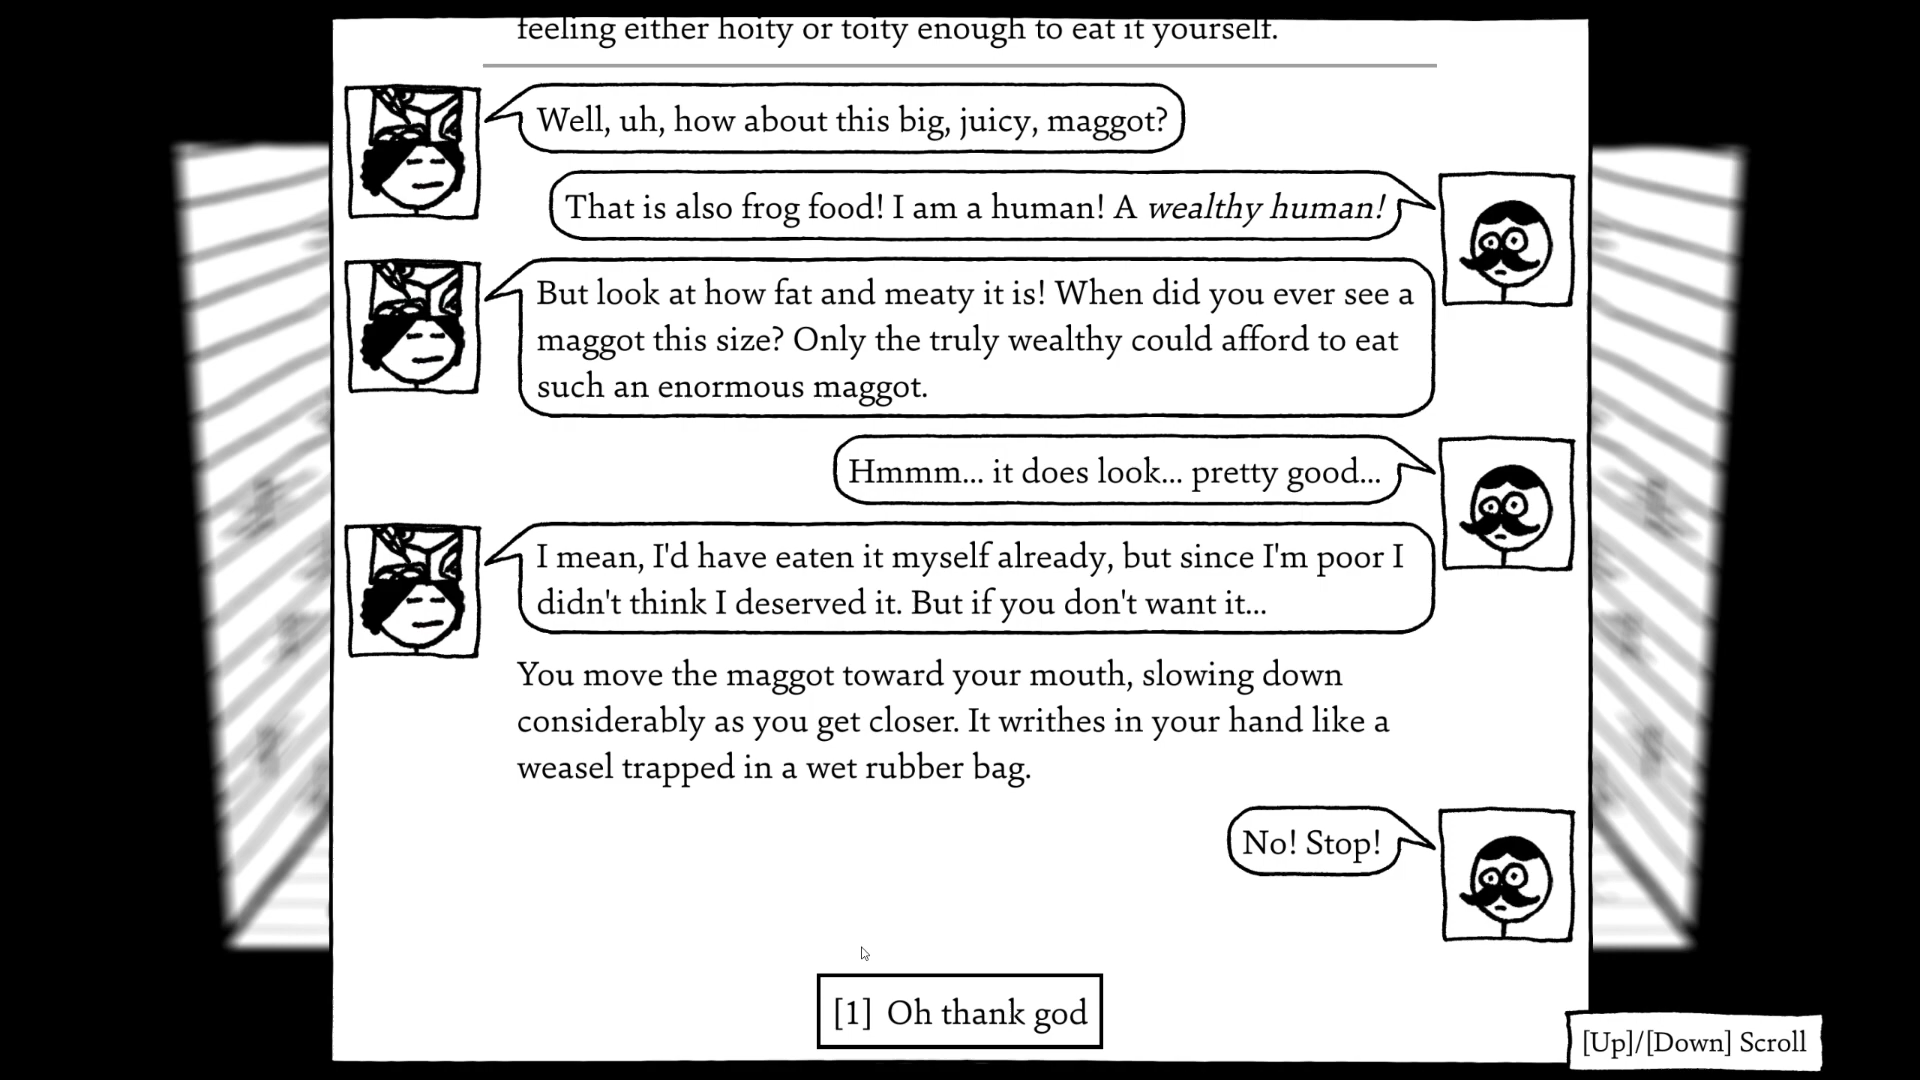 feeling either hoity or toity enough to eat it yourself.
Well, uh, how about this big, juicy, maggot?
That is also frog food! I am a human! A wealthy human!
But look at how fat and meaty it is! When did you ever see a
maggot this size? Only the truly wealthy could afford to eat
such an enormous maggot.
Hmmm... it does look... pretty good...
I mean, I'd have eaten it myself already, but since I'm poor I
didn't think I deserved it. But if you don't want it...
You move the maggot toward your mouth, slowing down
considerably as you get closer. It writhes in your hand like a
weasel trapped in a wet rubber bag.
No! Stop!
[1] Oh thank god
[Up]/[Down] Scroll